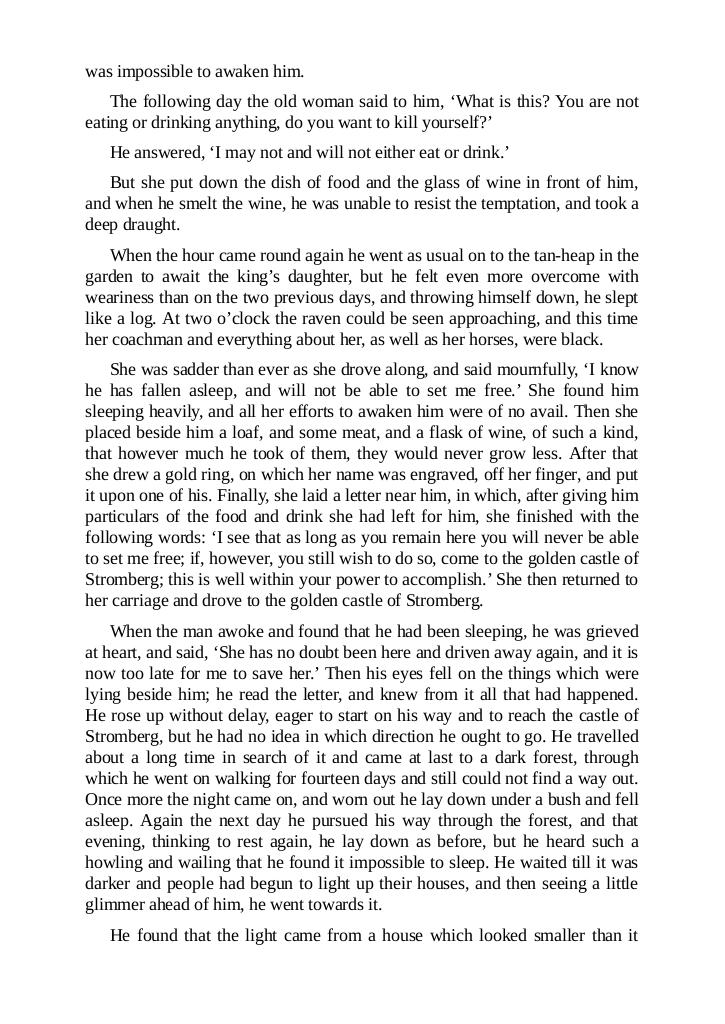 was impossible to awaken him.
The following day the old woman said to him, ‘What is this? You are not
eating or drinking anything, do you want to kill yourself?’
He answered, ‘I may not and will not either eat or drink.’
But she put down the dish of food and the glass of wine in front of him,
and when he smelt the wine, he was unable to resist the temptation, and took a
deep draught.
When the hour came round again he went as usual on to the tan-heap in the
garden to await the king’s daughter, but he felt even more overcome with
weariness than on the two previous days, and throwing himself down, he slept
like a log. At two o’clock the raven could be seen approaching, and this time
her coachman and everything about her, as well as her horses, were black.
She was sadder than ever as she drove along, and said mournfully, ‘I know
he has fallen asleep, and will not be able to set me free.’ She found him
sleeping heavily, and all her efforts to awaken him were of no avail. Then she
placed beside him a loaf, and some meat, and a flask of wine, of such a kind,
that however much he took of them, they would never grow less. After that
she drew a gold ring, on which her name was engraved, off her finger, and put
it upon one of his. Finally, she laid a letter near him, in which, after giving him
particulars of the food and drink she had left for him, she finished with the
following words: ‘I see that as long as you remain here you will never be able
to set me free; if, however, you still wish to do so, come to the golden castle of
Stromberg; this is well within your power to accomplish.’ She then returned to
her carriage and drove to the golden castle of Stromberg.
When the man awoke and found that he had been sleeping, he was grieved
at heart, and said, ‘She has no doubt been here and driven away again, and it is
now too late for me to save her.’ Then his eyes fell on the things which were
lying beside him; he read the letter, and knew from it all that had happened.
He rose up without delay, eager to start on his way and to reach the castle of
Stromberg, but he had no idea in which direction he ought to go. He travelled
about a long time in search of it and came at last to a dark forest, through
which he went on walking for fourteen days and still could not find a way out.
Once more the night came on, and worn out he lay down under a bush and fell
asleep. Again the next day he pursued his way through the forest, and that
evening, thinking to rest again, he lay down as before, but he heard such a
howling and wailing that he found it impossible to sleep. He waited till it was
darker and people had begun to light up their houses, and then seeing a little
glimmer ahead of him, he went towards it.
He found that the light came from a house which looked smaller than it